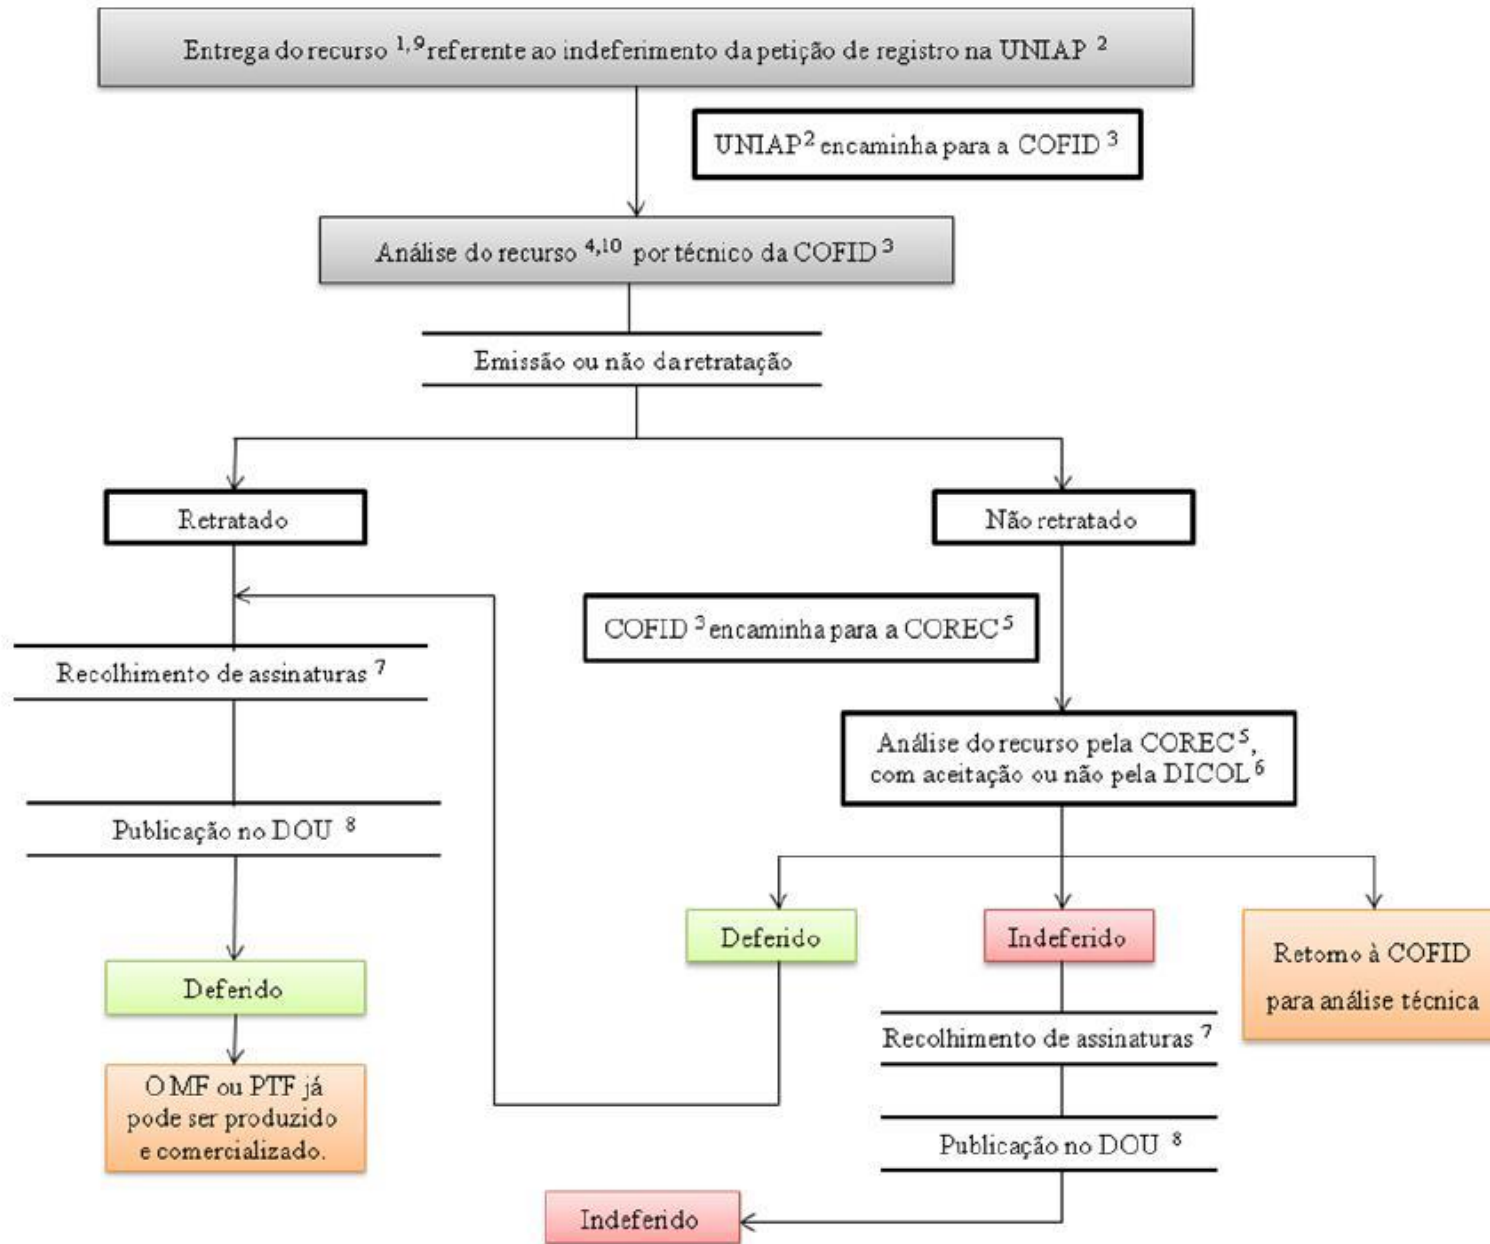 Entrega do recurso 1,9 referente ao indeferimento da petição de registro na UNIAP 2
UNIAP 2 encaminha para a COFID 3
Análise do recurso 4,10 por técnico da COFID 3
Emissão ou não da retratação
Retratado
Não retratado
COFID 3 encaminha para a COREC 5
Recolhimento de assinaturas 7
Análise do recurso pela COREC 5,
com aceitação ou não pela DICOL 6
Publicação no DOU 8
Deferido
Indeferido
Retorno à COFID
para análise técnica
Deferido
Recolhimento de assinaturas 7
O MF ou PTF já
pode ser produzido
e comercializado.
Publicação no DOU 8
Indeferido